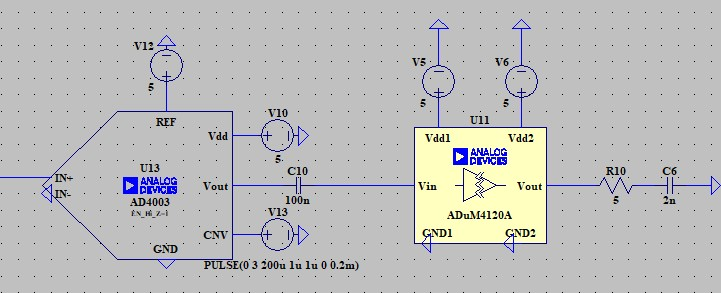 V12
5
REF
V10
Vdd
5
IN+
IN-
U13
ANALOG
DEVICES
AD4003
EN_Hi_Z=1
Vout
C10
100n
V13
CNV
GND
PULSE(0 3 200u 1u 1u 0 0.2m)
V5
5
V6
5
U11
Vdd1
Vdd2
ANALOG
DEVICES
Vin
Vout
ADuM4120A
GND1
GND2
R10
5
C6
2n